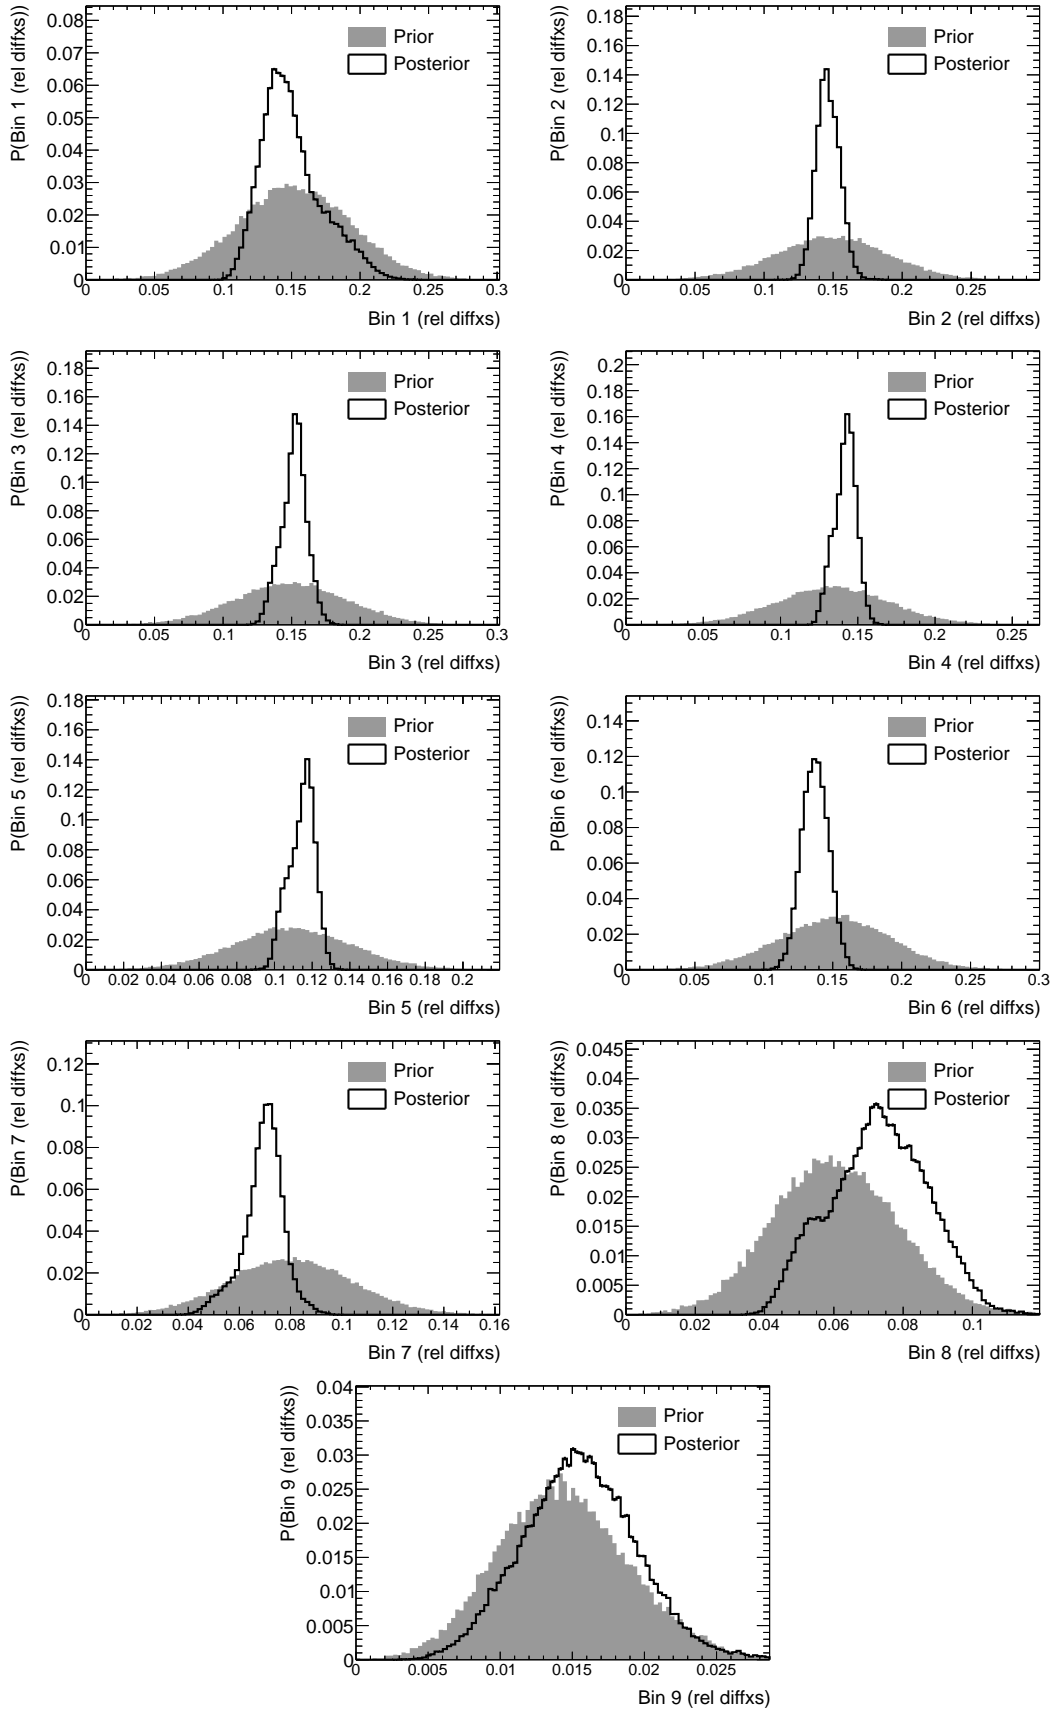 P(Bin 1 (rel diffxs))
0.08
0.07
0.06
0.05
0.04
0.03
0.02
0.01
0
Prior
Posterior
0 0.05 0.1 0.15 0.2 0.25 0.3
Bin 1 (rel diffxs)
P(Bin 2 (rel diffxs))
0.18
0.16
0.14
0.12
0.1
0.08
0.06
0.04
0.02
0
Prior
Posterior
0 0.05 0.1 0.15 0.2 0.25
Bin 2 (rel diffxs)
P(Bin 3 (rel diffxs))
0.18
0.16
0.14
0.12
0.1
0.08
0.06
0.04
0.02
0
Prior
Posterior
0 0.05 0.1 0.15 0.2 0.25 0.3
Bin 3 (rel diffxs)
P(Bin 4 (rel diffxs))
0.2
0.18
0.16
0.14
0.12
0.1
0.08
0.06
0.04
0.02
0
Prior
Posterior
0 0.05 0.1 0.15 0.2 0.25
Bin 4 (rel diffxs)
P(Bin 5 (rel diffxs))
0.18
0.16
0.14
0.12
0.1
0.08
0.06
0.04
0.02
0
Prior
Posterior
0 0.02 0.04 0.06 0.08 0.1 0.12 0.14 0.16 0.18 0.2
Bin 5 (rel diffxs)
P(Bin 6 (rel diffxs))
0.14
0.12
0.1
0.08
0.06
0.04
0.02
0
Prior
Posterior
0 0.05 0.1 0.15 0.2 0.25 0.3
Bin 6 (rel diffxs)
P(Bin 7 (rel diffxs))
0.12
0.1
0.08
0.06
0.04
0.02
0
Prior
Posterior
0 0.02 0.04 0.06 0.08 0.1 0.12 0.14 0.16
Bin 7 (rel diffxs)
P(Bin 8 (rel diffxs))
0.045
0.04
0.035
0.03
0.025
0.02
0.015
0.01
0.005
0
Prior
Posterior
0 0.02 0.04 0.06 0.08 0.1
Bin 8 (rel diffxs)
P(Bin 9 (rel diffxs))
0.04
0.035
0.03
0.025
0.02
0.015
0.01
0.005
0
Prior
Posterior
0 0.005 0.01 0.015 0.02 0.025
Bin 9 (rel diffxs)